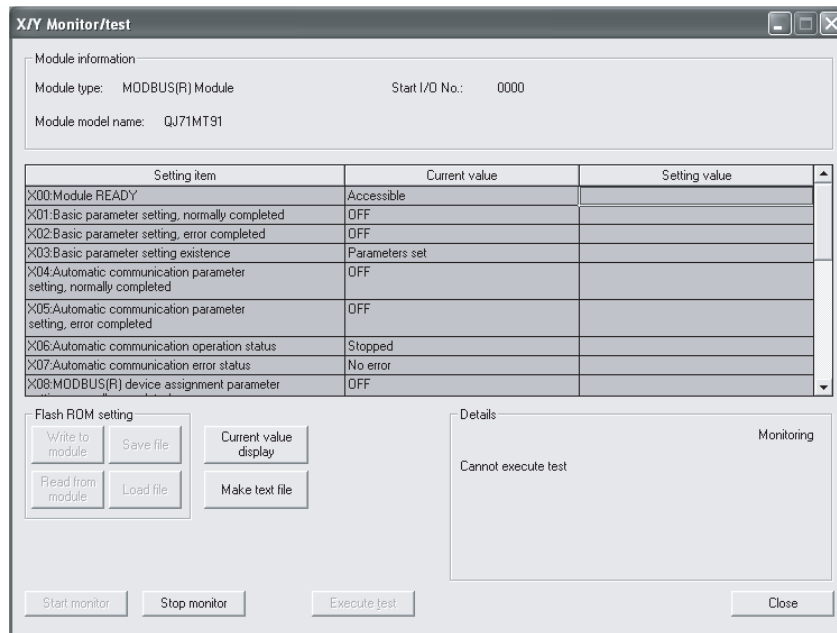 X/Y Monitor/test
Module information
Module type: MODBUS(R) Module Start I/O No.: 0000
Module model name: QJ71MT91
Setting item Current value Setting value
X00:Module READY Accessible
X01:Basic parameter setting, normally completed OFF
X02:Basic parameter setting, error completed OFF
X03:Basic parameter setting existence Parameters set
X04:Automatic communication parameter OFF
setting, normally completed
X05:Automatic communication parameter OFF
setting, error completed
X06:Automatic communication operation status Stopped
X07:Automatic communication error status No error
X08:MODBUS(R) device assignment parameter OFF
Flash ROM setting
Write to
module
Save file
Current value
display
Read from
module
Load file
Make text file
Details
Monitoring
Cannot execute test
Start monitor Stop monitor Execute test Close